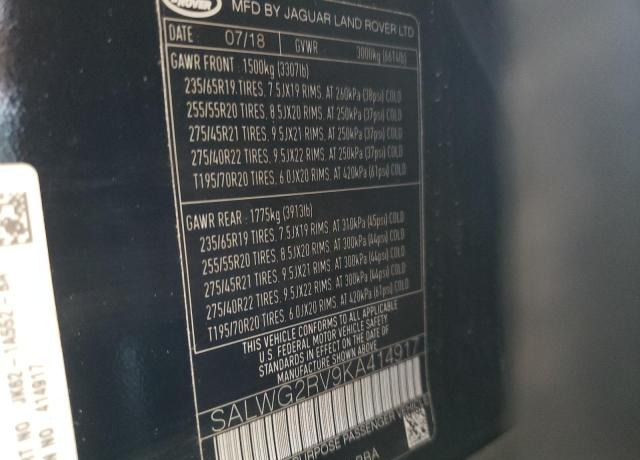 ROVER
MFD BY JAGUAR LAND ROVER LTD
DATE : 07/18 GVWR 3000kg (6614lb)
GAWR FRONT : 1500kg (3307lb)
235/65R19 TIRES, 7.5JX19 RIMS, AT 260kPa (38psi) COLD
255/55R20 TIRES, 8.5JX20 RIMS, AT 250kPa (37psi) COLD
275/45R21 TIRES, 9.5JX21 RIMS, AT 250kPa (37psi) COLD
275/40R22 TIRES, 9.5JX22 RIMS, AT 250kPa (37psi) COLD
T195/70R20 TIRES, 6.0JX20 RIMS, AT 420kPa (61psi) COLD
GAWR REAR : 1775kg (3913lb)
235/65R19 TIRES, 7.5JX19 RIMS, AT 310kPa (45psi) COLD
255/55R20 TIRES, 8.5JX20 RIMS, AT 300kPa (44psi) COLD
275/45R21 TIRES, 9.5JX21 RIMS, AT 300kPa (44psi) COLD
275/40R22 TIRES, 9.5JX22 RIMS, AT 300kPa (44psi) COLD
T195/70R20 TIRES, 6.0JX20 RIMS, AT 420kPa (61psi) COLD
THIS VEHICLE CONFORMS TO ALL APPLICABLE
U.S. FEDERAL MOTOR VEHICLE SAFETY
STANDARDS IN EFFECT ON THE DATE OF
MANUFACTURE SHOWN ABOVE
SALWG2RV9KA414917
PURPOSE PASSENGER
JK62-1A552-BA
414917